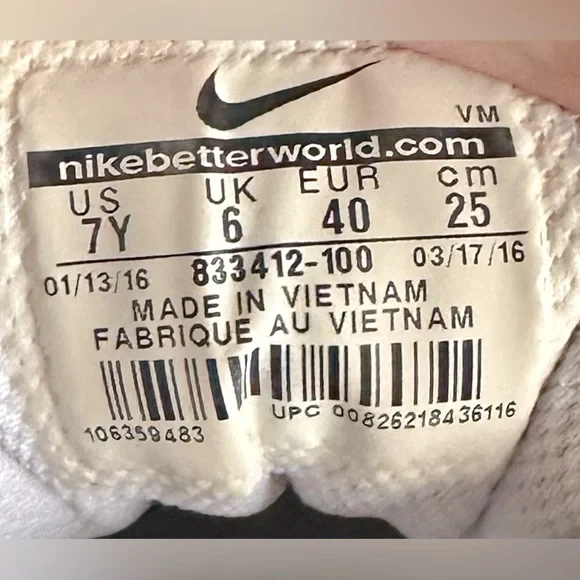 VM
nikebetterworld.com
US UK EUR cm
7Y 6 40 25
01/13/16 833412-100 03/17/16
MADE IN VIETNAM
FABRIQUE AU VIETNAM
106359483 UPC 00826218436116